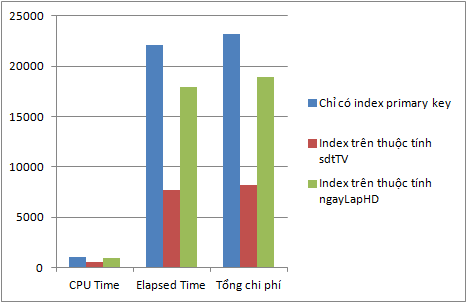 25000
20000
15000
10000
5000
0
CPU Time
Elapsed Time
Tổng chi phí
Chỉ có index primary key
Index trên thuộc tính
sdtTV
Index trên thuộc tính
ngayLapHD